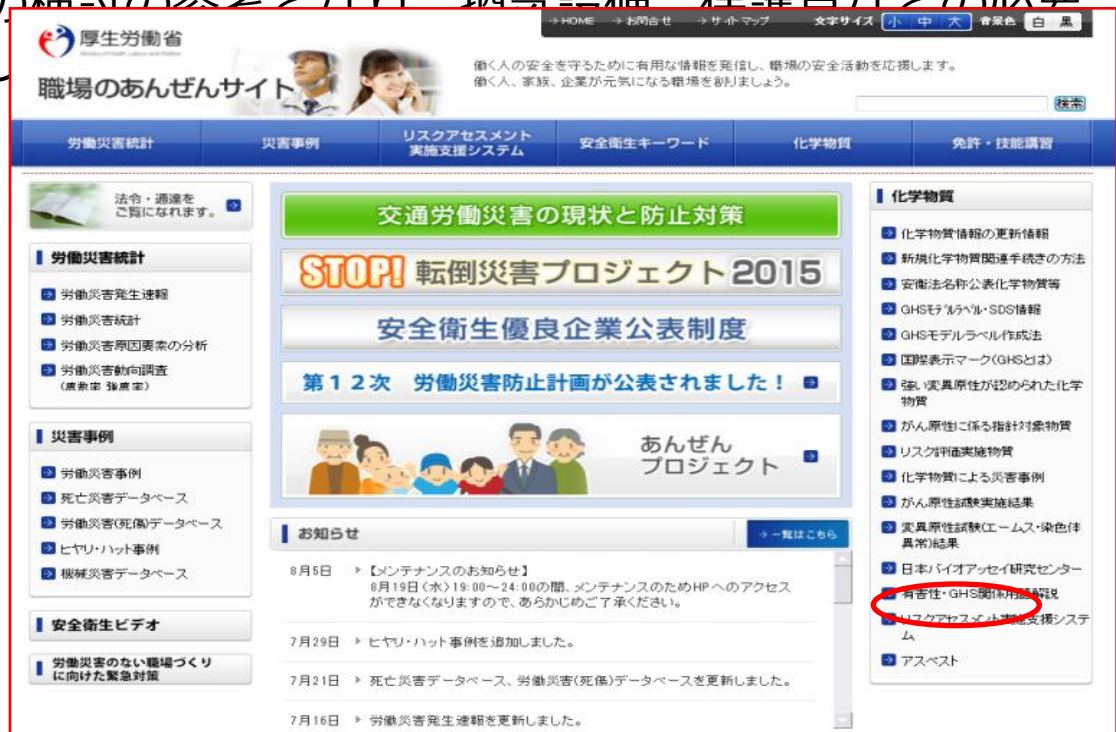 の検討の参考となり、換気設備、保護具などの必要
→HOME →お問合せ →サイトマップ 文字サイズ 小 中 大 背景色 白 黒
厚生労働省
Ministry of Health, Labour and Welfare
職場のあんぜんサイト
働く人の安全を守るために有用な情報を発信し、職場の安全活動を応援します。
働く人、家族、企業が元気になる職場を創りましょう。
検索
労働災害統計 災害事例 リスクアセスメント 安全衛生キーワード 化学物質 免許・技能講習
実施支援システム
法令・通達を
ご覧になれます。
労働災害統計
労働災害発生速報
労働災害統計
労働災害原因要素の分析
労働災害動向調査
(度数率 強度率)
災害事例
労働災害事例
死亡災害データベース
労働災害(死傷)データベース
ヒヤリ・ハット事例
機械災害データベース
安全衛生ビデオ
労働災害のない職場づくり
に向けた緊急対策
交通労働災害の現状と防止対策
STOP! 転倒災害プロジェクト2015
安全衛生優良企業公表制度
第12次 労働災害防止計画が公表されました!
あんぜん
プロジェクト
お知らせ
→一覧はこちら
8月5日 【メンテナンスのお知らせ】
8月19日(水)19:00~24:00の間、メンテナンスのためHPへのアクセス
ができなくなりますので、あらかじめご了承ください。
7月29日 ヒヤリ・ハット事例を追加しました。
7月21日 死亡災害データベース、労働災害(死傷)データベースを更新しました。
7月16日 労働災害発生速報を更新しました。
化学物質
化学物質情報の更新情報
新規化学物質関連手続きの方法
安衛法名称公表化学物質等
GHSモデルラベル・SDS情報
GHSモデルラベル作成法
国際表示マーク(GHSとは)
強い変異原性が認められた化学
物質
がん原性に係る指針対象物質
リスク評価実施物質
化学物質による災害事例
がん原性試験実施結果
変異原性試験(エームス・染色体
異常)結果
日本バイオアッセイ研究センター
有害性・GHS関係用語解説
リスクアセスメント実施支援システ
ム
アスベスト